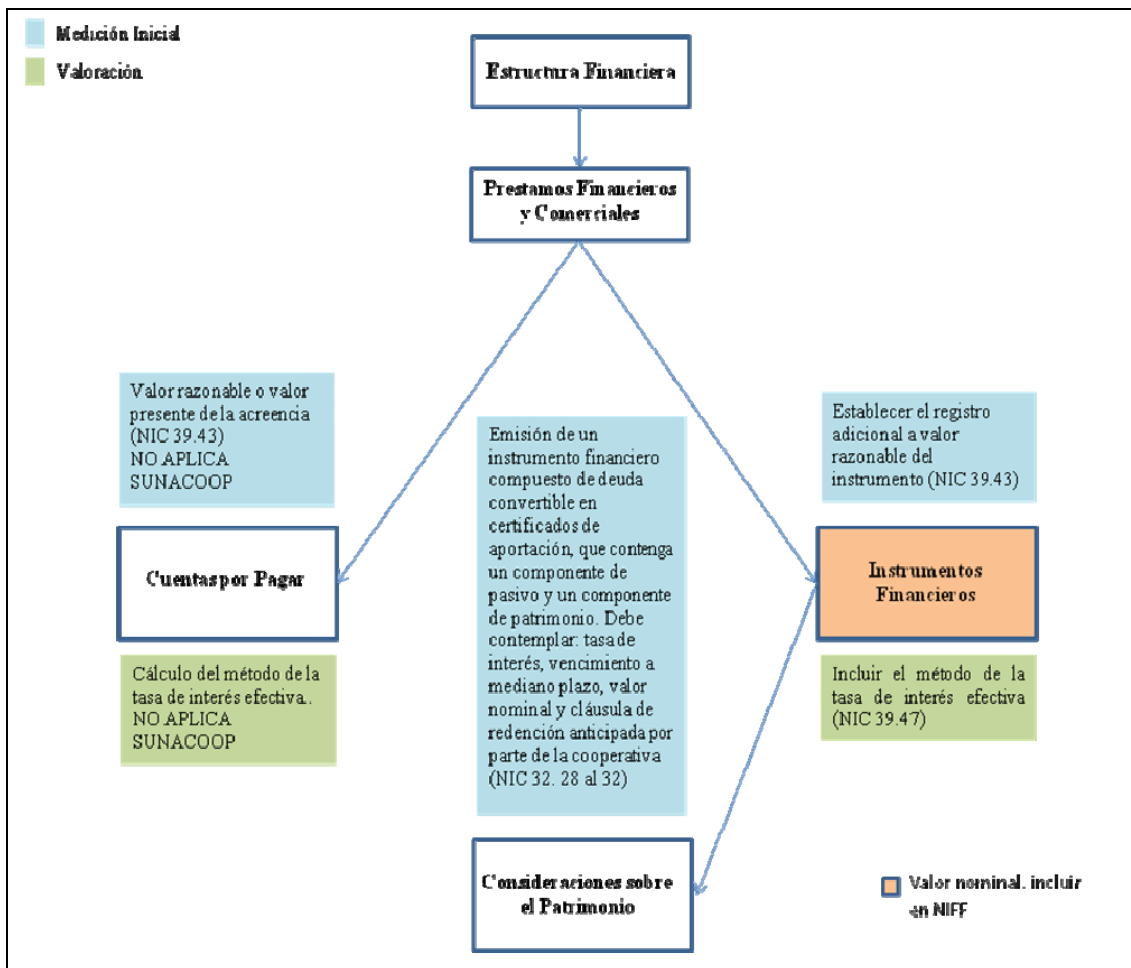 Medición Inicial
Valoración
Estructura Financiera
Prestamos Financieros
y Comerciales
Valor razonable o valor
presente de la acreencia
(NIC 39.43)
NO APLICA
SUNACOOP
Cuentas por Pagar
Cálculo del método de la
tasa de interés efectiva..
NO APLICA
SUNACOOP
Emisión de un
instrumento financiero
compuesto de deuda
convertible en
certificados de
aportación, que contenga
un componente de
pasivo y un componente
de patrimonio. Debe
contemplar: tasa de
interés, vencimiento a
mediano plazo, valor
nominal y cláusula de
redención anticipada por
parte de la cooperativa
(NIC 32. 28 al 32)
Establecer el registro
adicional a valor
razonable del
instrumento (NIC 39.43)
Instrumentos
Financieros
Incluir el método de la
tasa de interés efectiva
(NIC 39.47)
Consideraciones sobre
el Patrimonio
Valor nominal. incluir
en NIFF